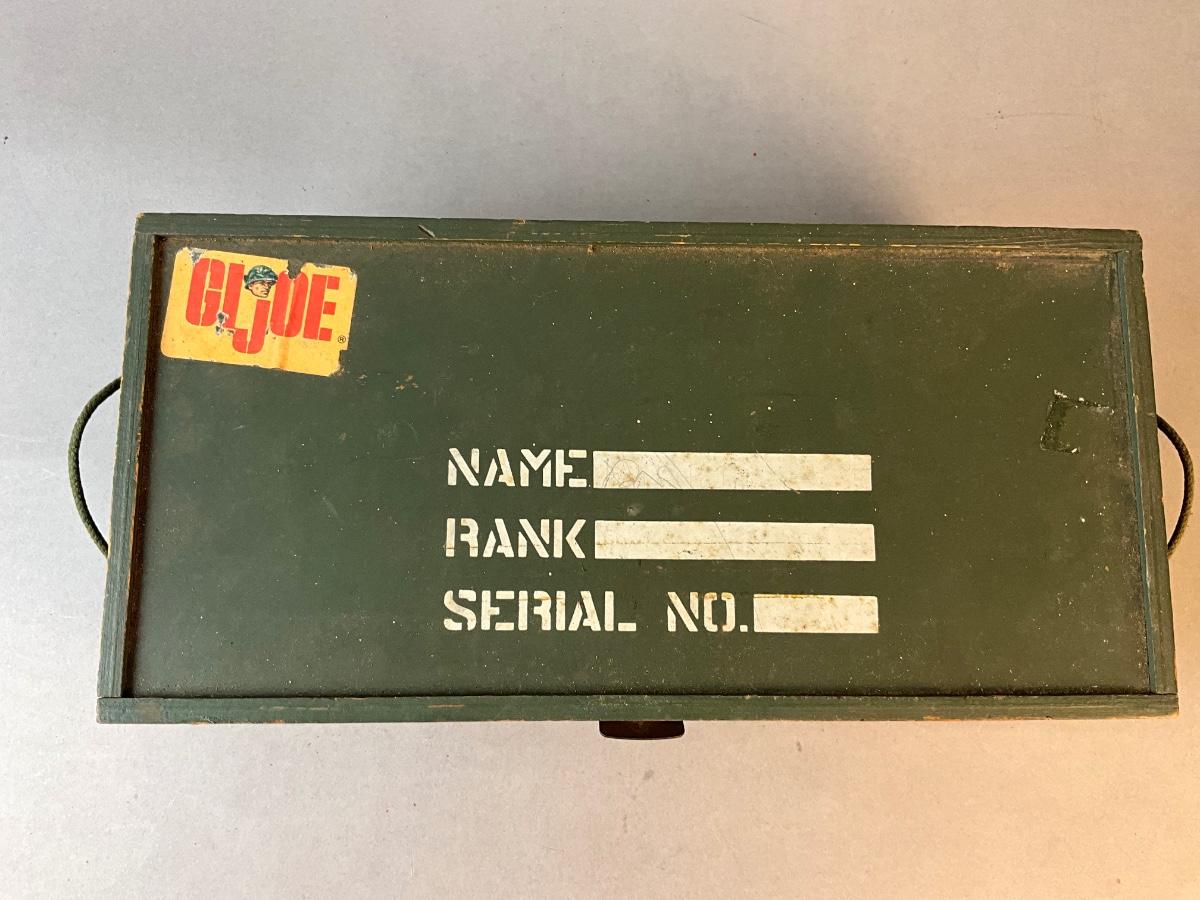 GI JOE ®
NAME
RANK
SERIAL NO.